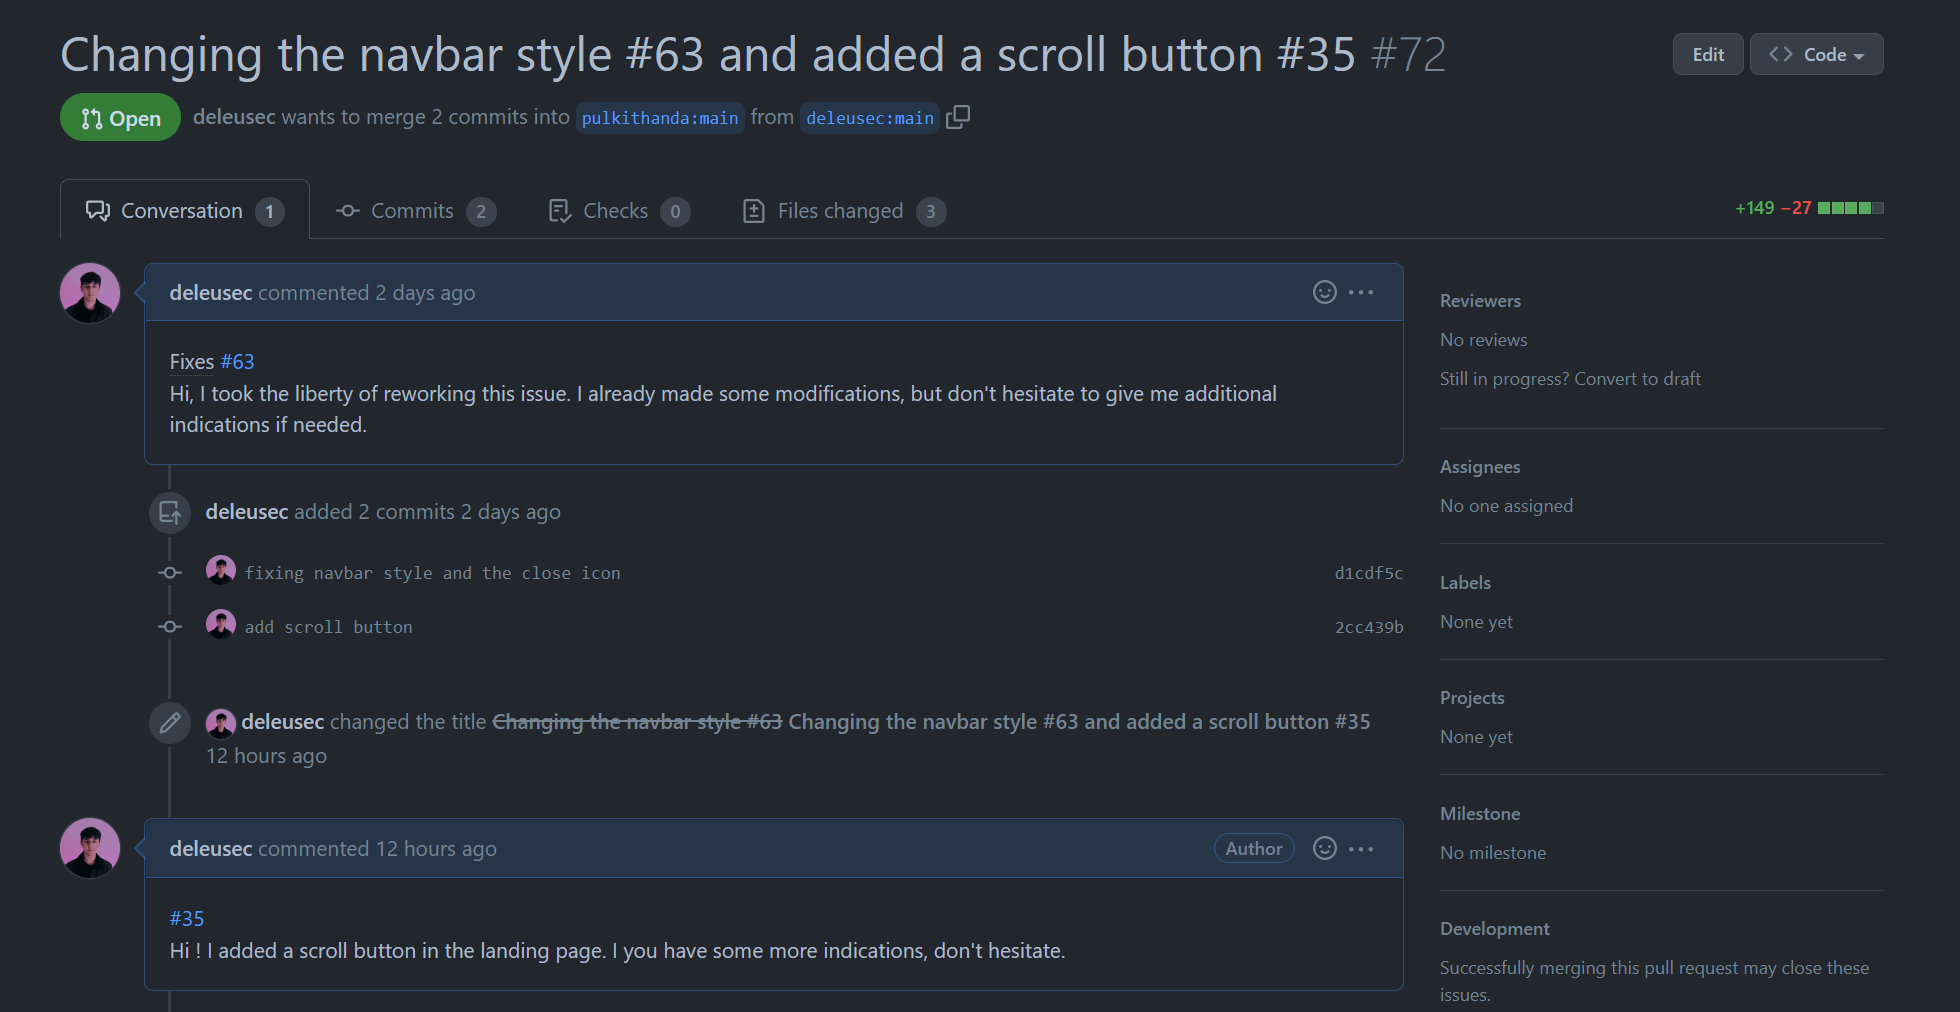 Changing the navbar style #63 and added a scroll button #35 #72
Edit
Code
Open
deleusec wants to merge 2 commits into pulkithanda:main from deleusec:main
Conversation 1
Commits 2
Checks 0
Files changed 3
+149 −27
deleusec commented 2 days ago
Fixes #63
Hi, I took the liberty of reworking this issue. I already made some modifications, but don't hesitate to give me additional
indications if needed.
deleusec added 2 commits 2 days ago
fixing navbar style and the close icon d1cdf5c
add scroll button 2cc439b
deleusec changed the title Changing the navbar style #63 Changing the navbar style #63 and added a scroll button #35
12 hours ago
deleusec commented 12 hours ago
Author
#35
Hi ! I added a scroll button in the landing page. I you have some more indications, don't hesitate.
Reviewers
No reviews
Still in progress? Convert to draft
Assignees
No one assigned
Labels
None yet
Projects
None yet
Milestone
No milestone
Development
Successfully merging this pull request may close these
issues.